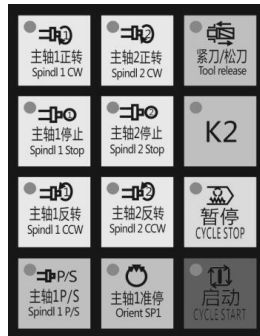 主轴1正转
Spindl 1 CW
主轴2正转
Spindl 2 CW
紧刀/松刀
Tool release
主轴1停止
Spindl 1 Stop
主轴2停止
Spindl 2 Stop
K2
主轴1反转
Spindl 1 CCW
主轴2反转
Spindl 2 CCW
暂停
CYCLE STOP
P/S
主轴1P/S
Spindl 1 P/S
主轴1准停
Orient SP1
启动
CYCLE START